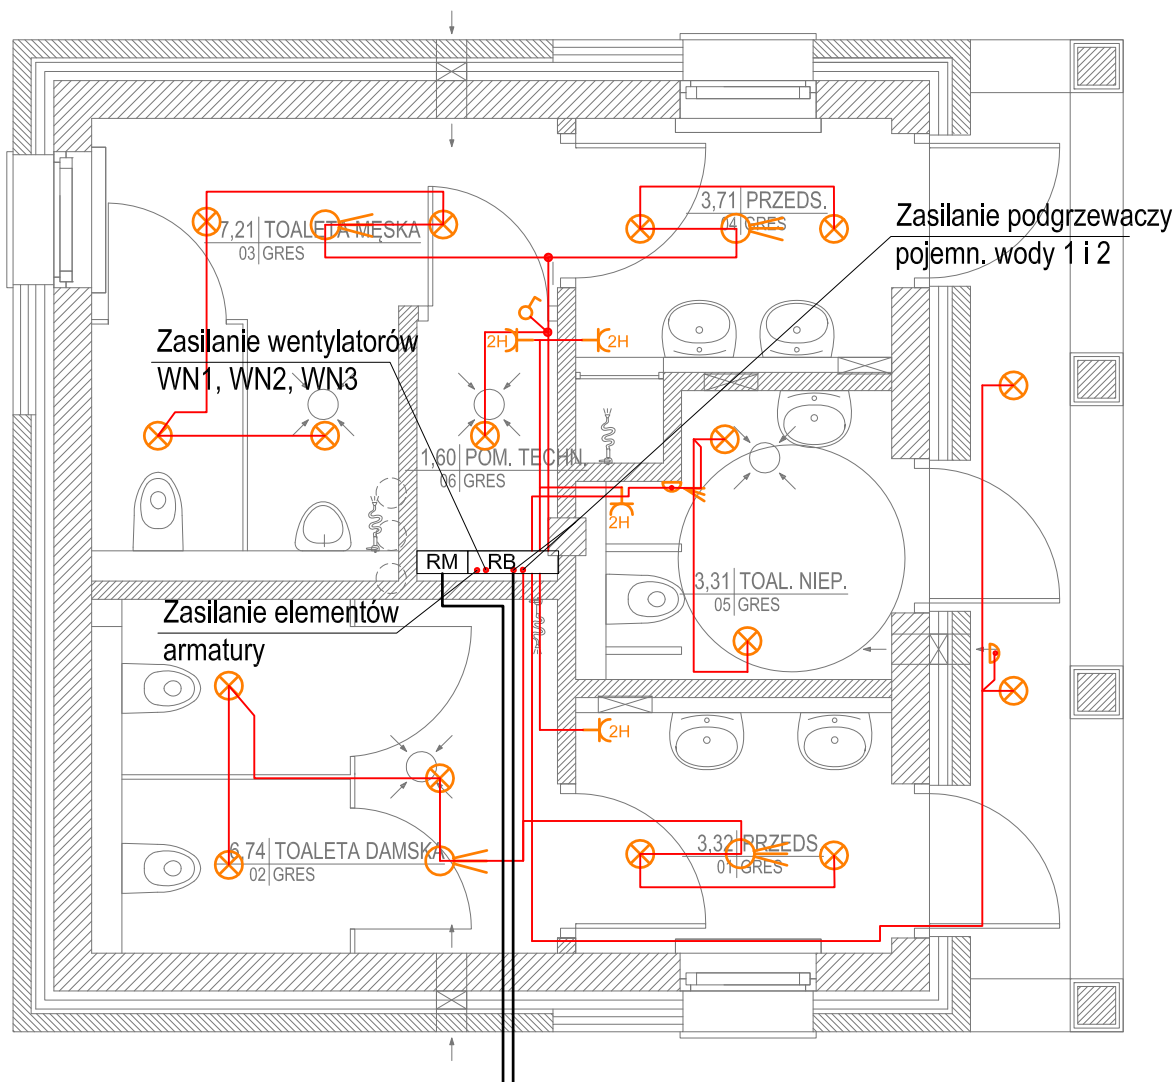 7,21 TOALETA MĘSKA
03 GRES
3,71 PRZEDS.
04 GRES
Zasilanie podgrzewaczy
pojemn. wody 1 i 2
Zasilanie wentylatorów
WN1, WN2, WN3
2H
2H
1,60 POM. TECHN.
06 GRES
2H
RM
RB
3,31 TOAL. NIEP.
05 GRES
Zasilanie elementów
armatury
2H
6,74 TOALETA DAMSKA
02 GRES
3,32 PRZEDS.
01 GRES